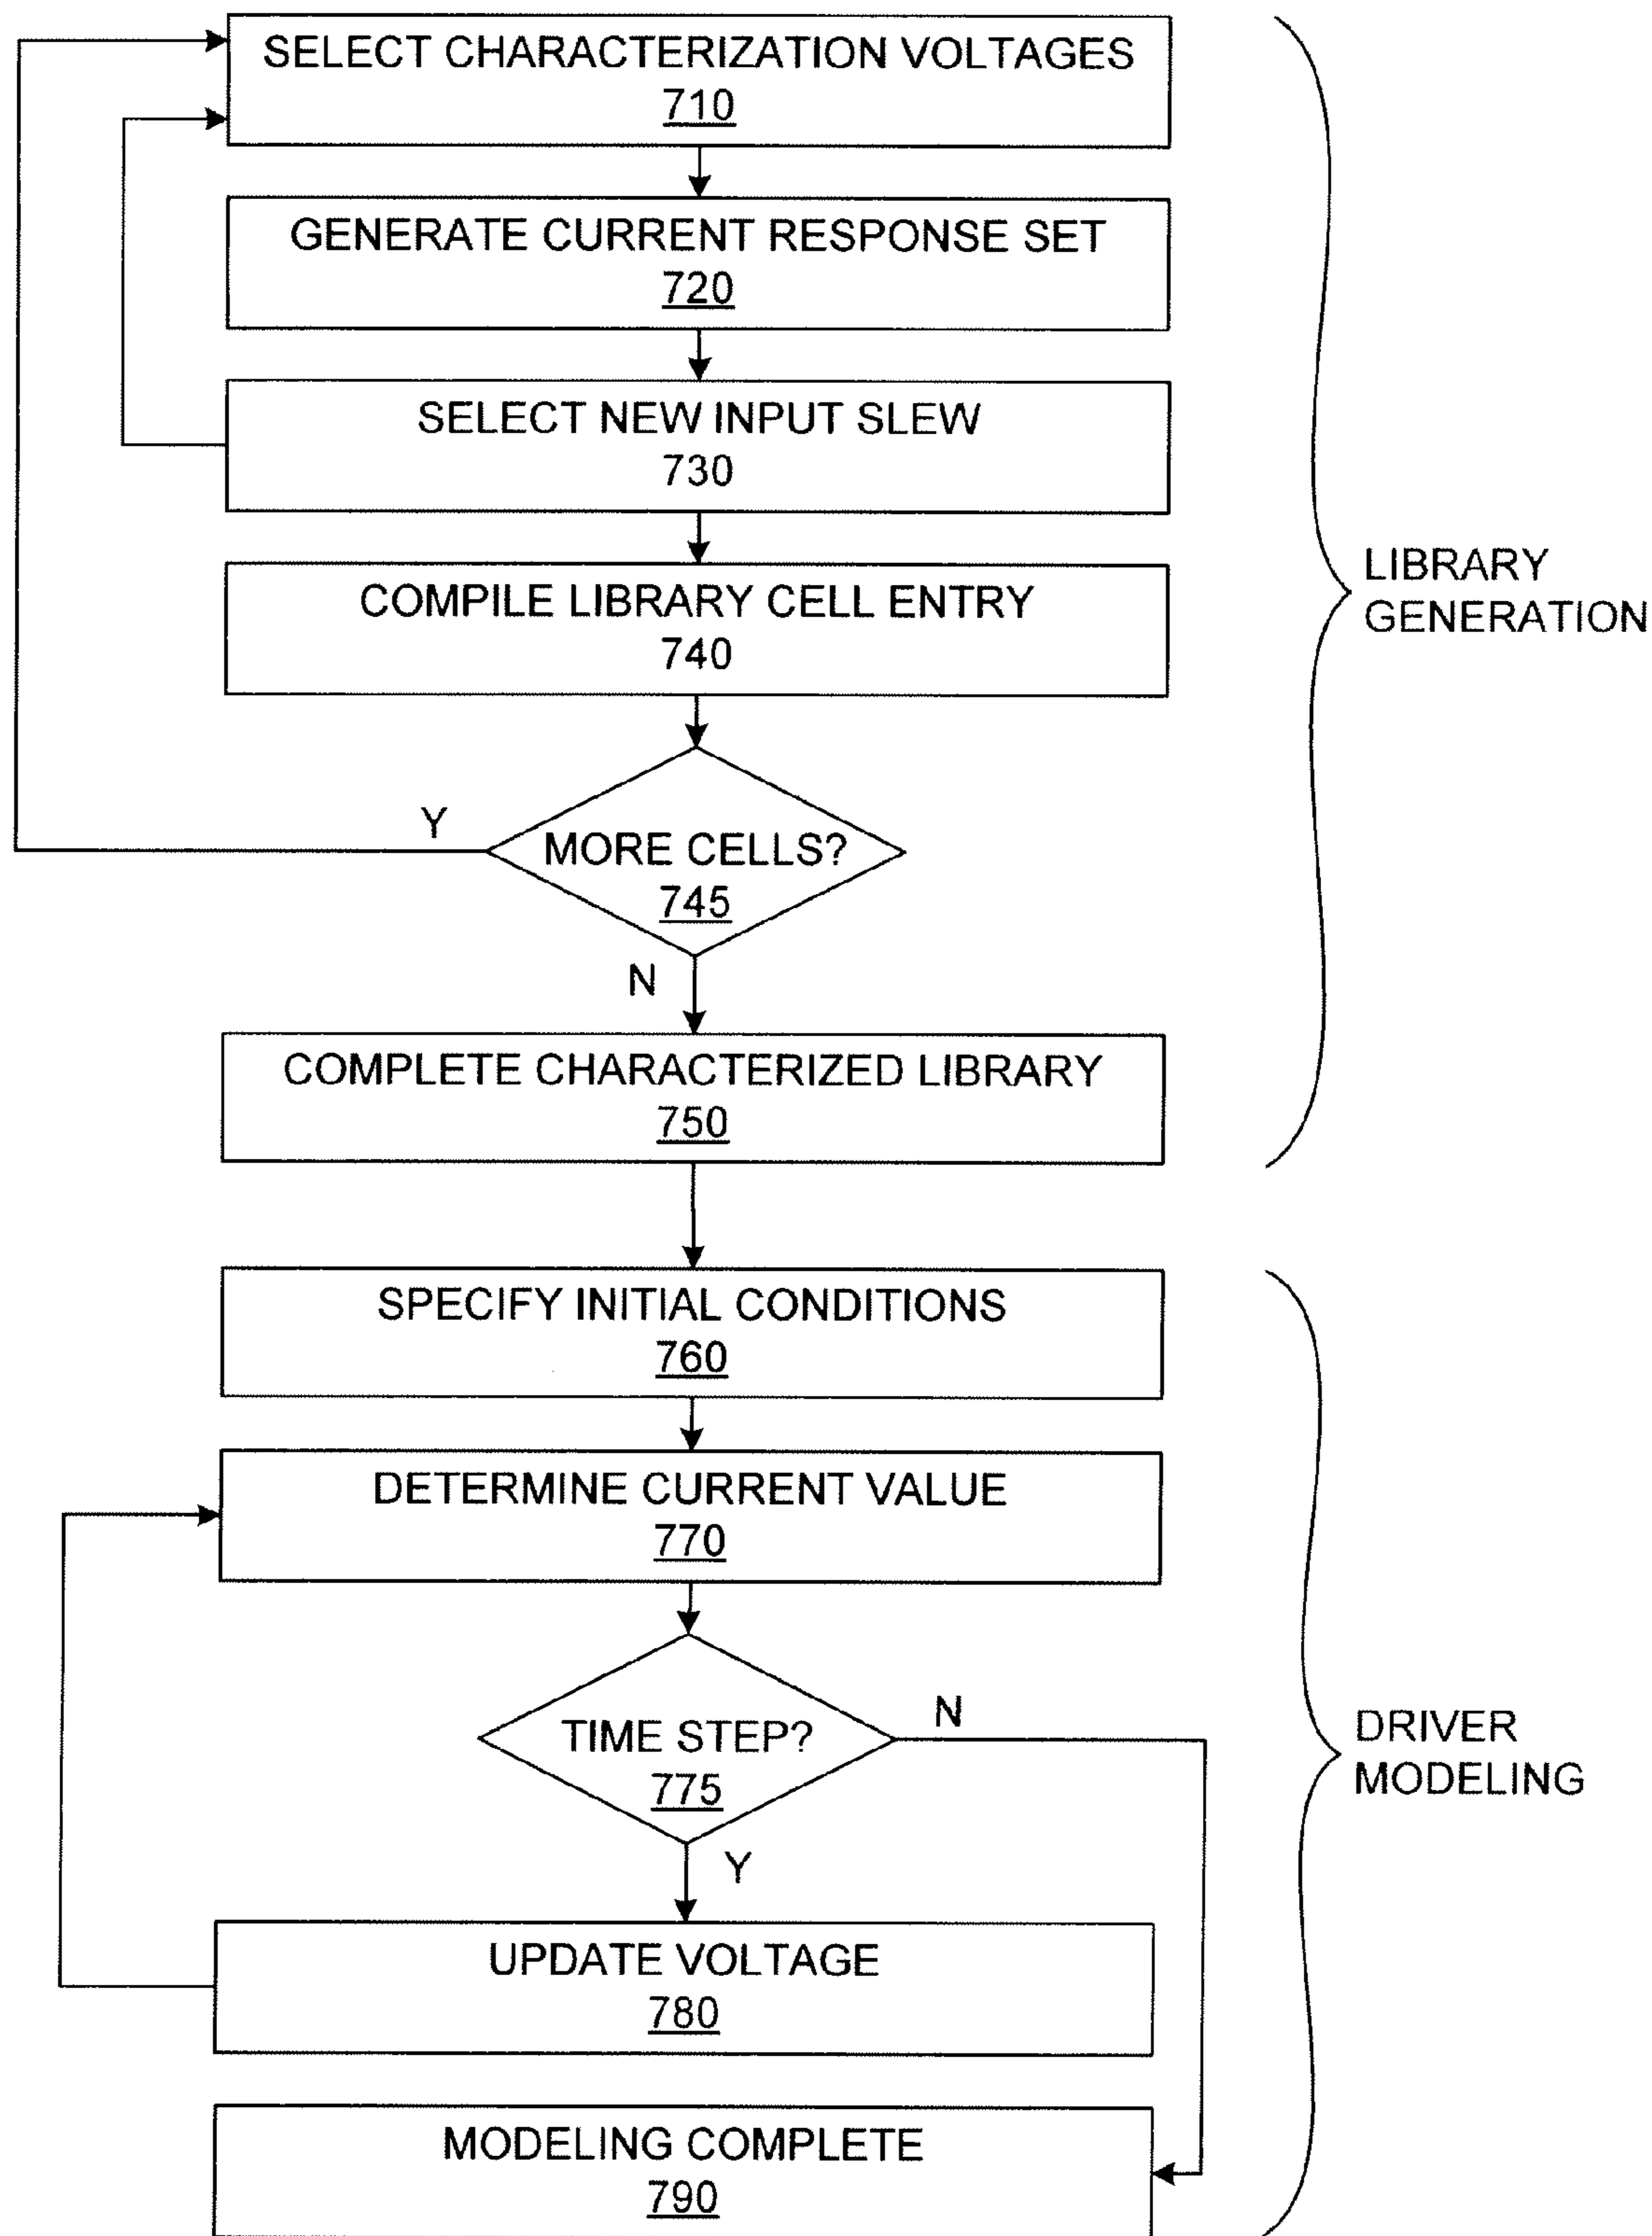 SELECT CHARACTERIZATION VOLTAGES
710
GENERATE CURRENT RESPONSE SET
720
SELECT NEW INPUT SLEW
730
COMPILE LIBRARY CELL ENTRY
740
LIBRARY
GENERATION
Y
MORE CELLS?
745
N
COMPLETE CHARACTERIZED LIBRARY
750
SPECIFY INITIAL CONDITIONS
760
DETERMINE CURRENT VALUE
770
N
TIME STEP?
775
DRIVER
MODELING
Y
UPDATE VOLTAGE
780
MODELING COMPLETE
790